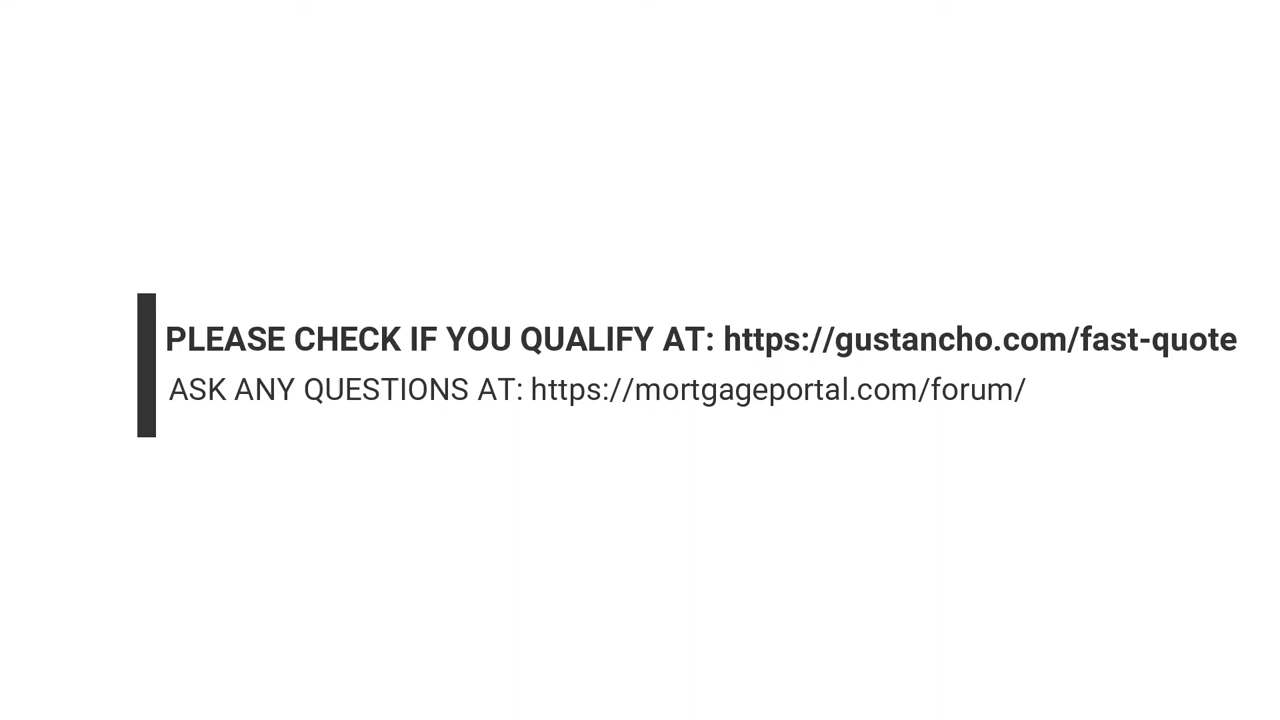 PLEASE CHECK IF YOU QUALIFY AT: https://gustancho.com/fast-quote
ASK ANY QUESTIONS AT: https://mortgageportal.com/forum/